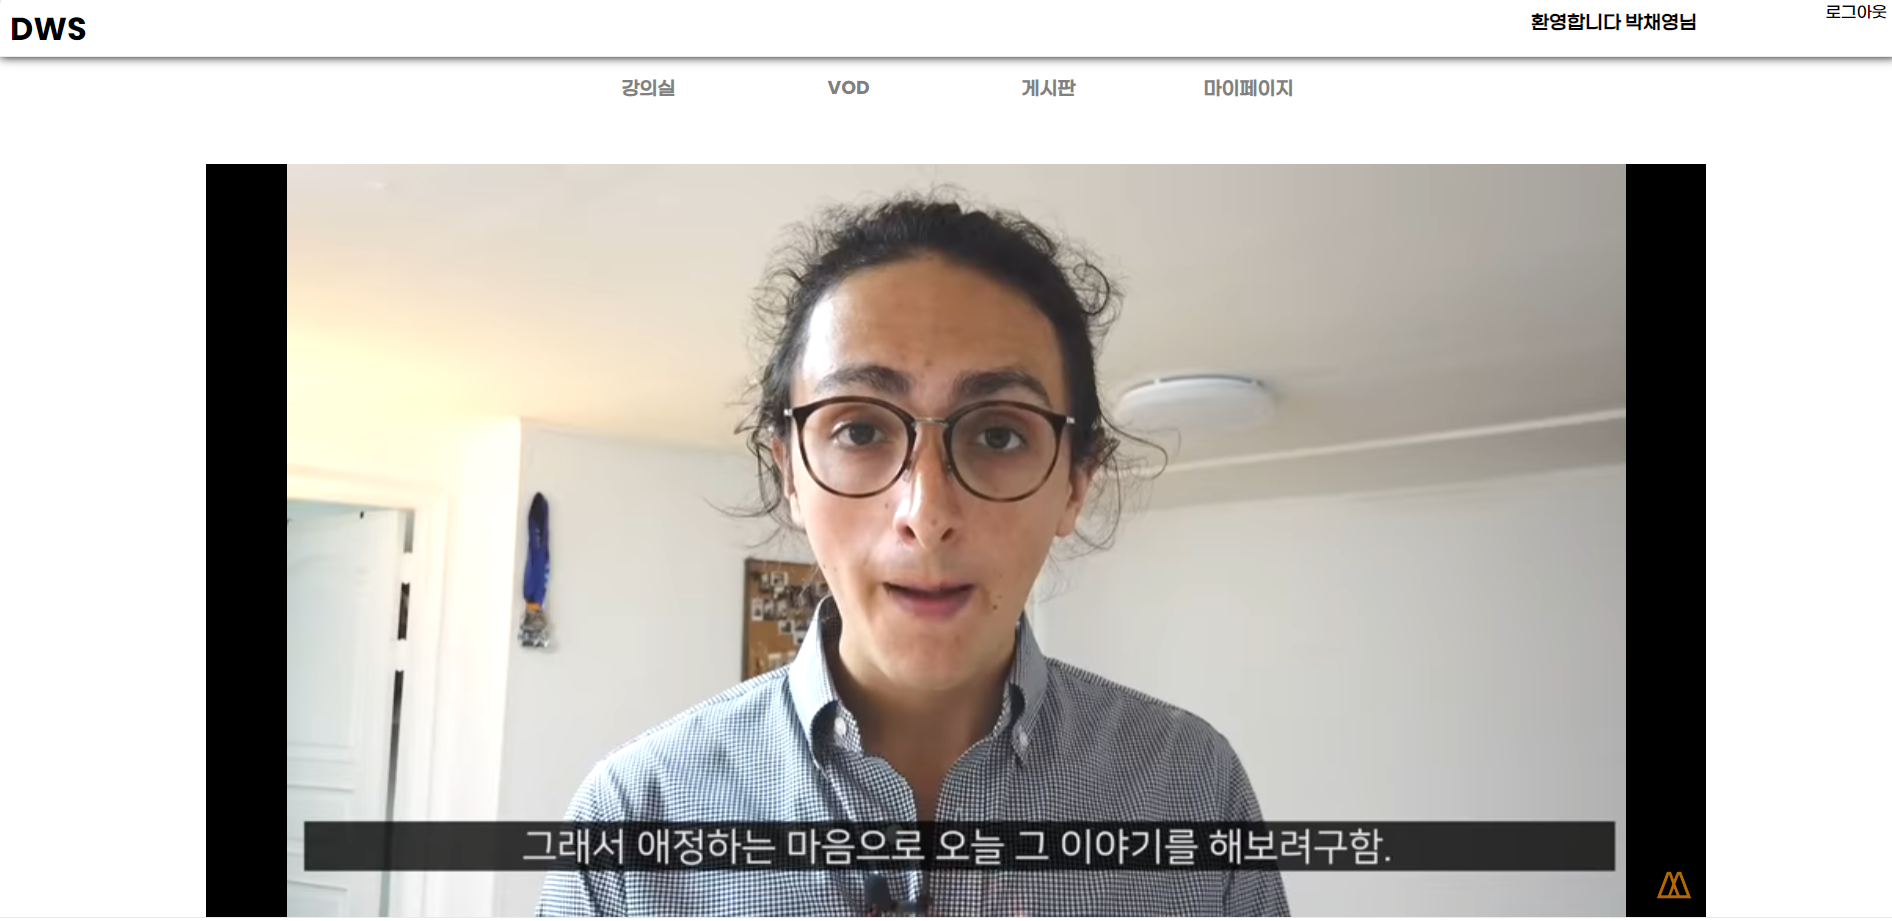 DWS
환영합니다 박채영님
로그아웃
강의실
VOD
게시판
마이페이지
그래서 애정하는 마음으로 오늘 그 이야기를 해보려구함.